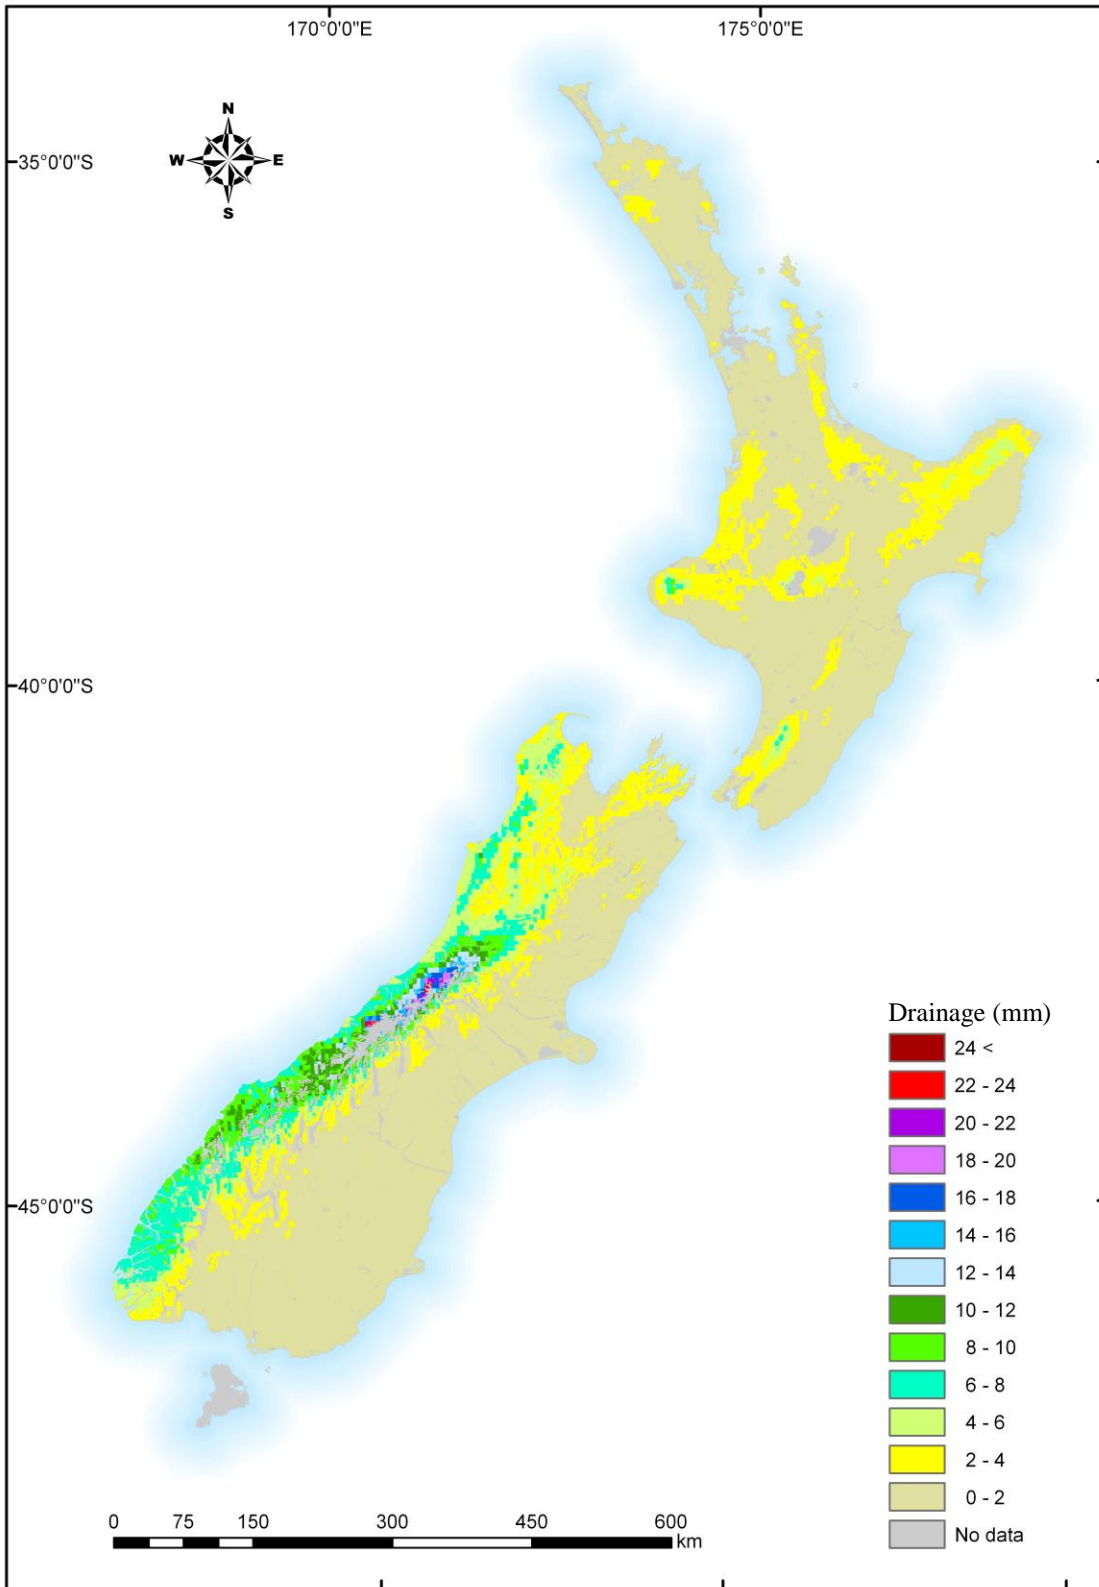 170°0'0"E 175°0'0"E
N
W E
S
35°0'0"S
40°0'0"S
45°0'0"S
Drainage (mm)
24 <
22 - 24
20 - 22
18 - 20
16 - 18
14 - 16
12 - 14
10 - 12
8 - 10
6 - 8
4 - 6
2 - 4
0 - 2
No data
0 75 150 300 450 600
km